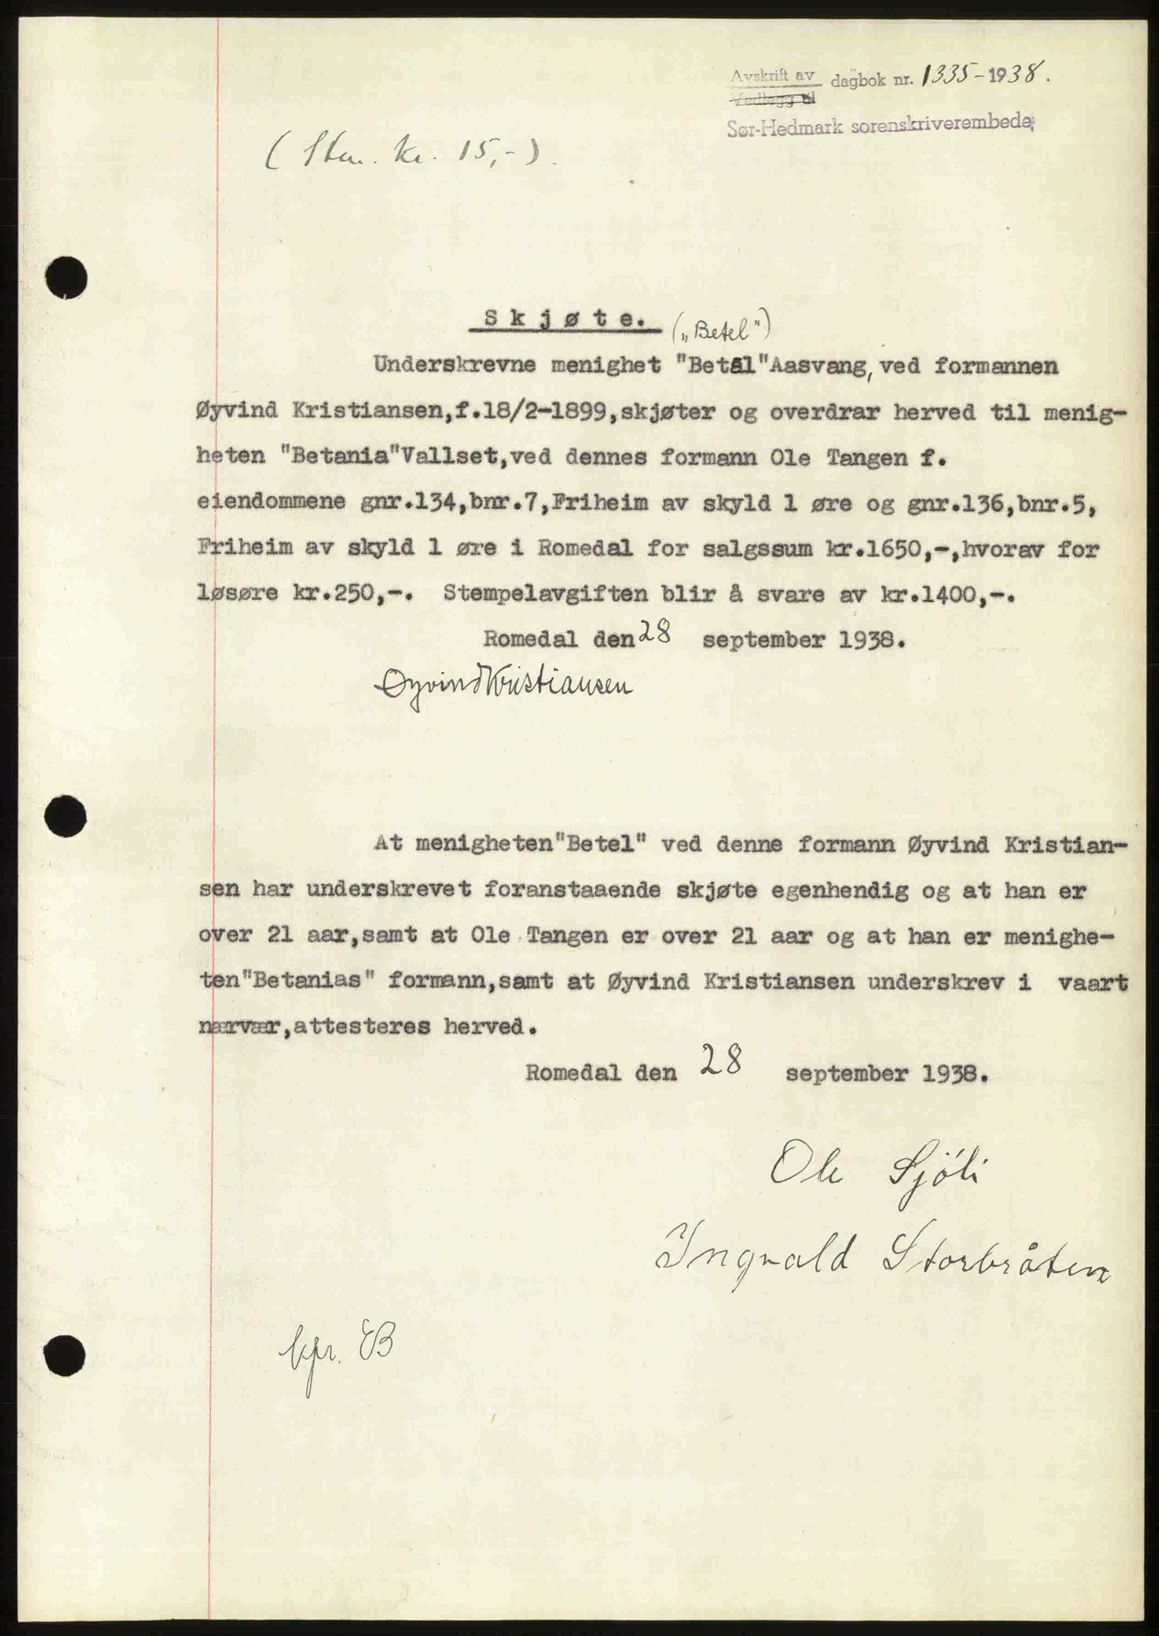 Avskrift av dagbok nr. 1335-1938.
Vedlegg til
Sør-Hedmark sorenskriverembede;
( Stm. kr. 15,- ).
Skjøte. („Betel")
Underskrevne menighet "Betal"Aasvang, ved formannen
Øyvind Kristiansen,f.18/2-1899,skjøter og overdrar herved til menig-
heten "Betania"Vallset,ved dennes formann Ole Tangen f.
eiendommene gnr.134,bnr.7,Friheim av skyld 1 øre og gnr.136,bnr.5,
Friheim av skyld 1 øre i Romedal for salgssum kr.1650,-,hvorav for
løsøre kr.250,-. Stempelavgiften blir å svare av kr.1400,-.
Romedal den 28 september 1938.
Øyvind Kristiansen
At menigheten"Betel" ved denne formann Øyvind Kristian-
sen har underskrevet foranstaaende skjøte egenhendig og at han er
over 21 aar,samt at Ole Tangen er over 21 aar og at han er menighe-
ten"Betanias" formann,samt at Øyvind Kristiansen underskrev i vaart
nærvær,attesteres herved.
Romedal den 28 september 1938.
Ole Sjöli
Ingvald Storbråten
kpr. EB